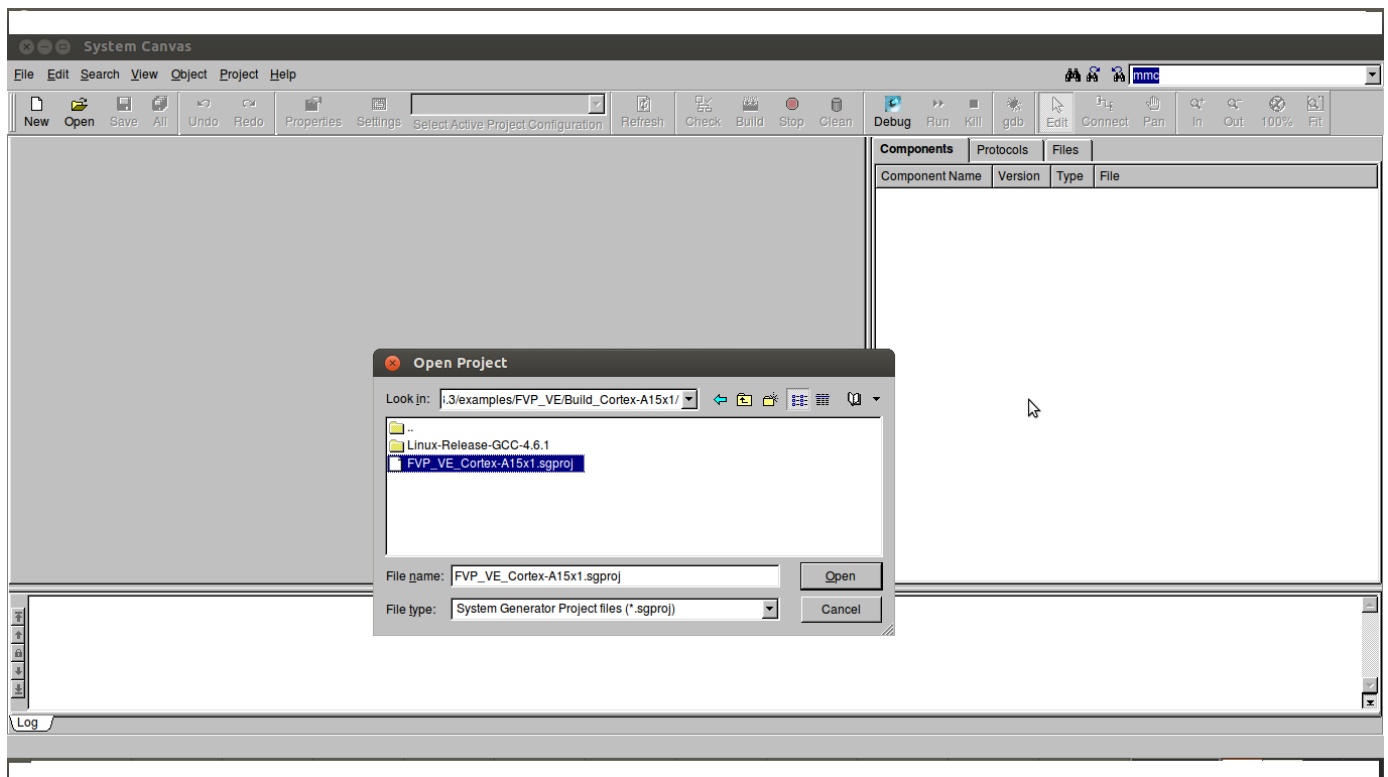 System Canvas
File Edit Search View Object Project Help
mmc
New Open Save All Undo Redo Properties Settings Select Active Project Configuration Refresh Check Build Stop Clean Debug Run Kill gdb Edit Connect Pan In Out 100% Fit
Components Protocols Files
Component Name Version Type File
Open Project
Look in: i.3/examples/FVP_VE/Build_Cortex-A15x1/
..
Linux-Release-GCC-4.6.1
FVP_VE_Cortex-A15x1.sgproj
File name: FVP_VE_Cortex-A15x1.sgproj Open
File type: System Generator Project files (*.sgproj) Cancel
Log